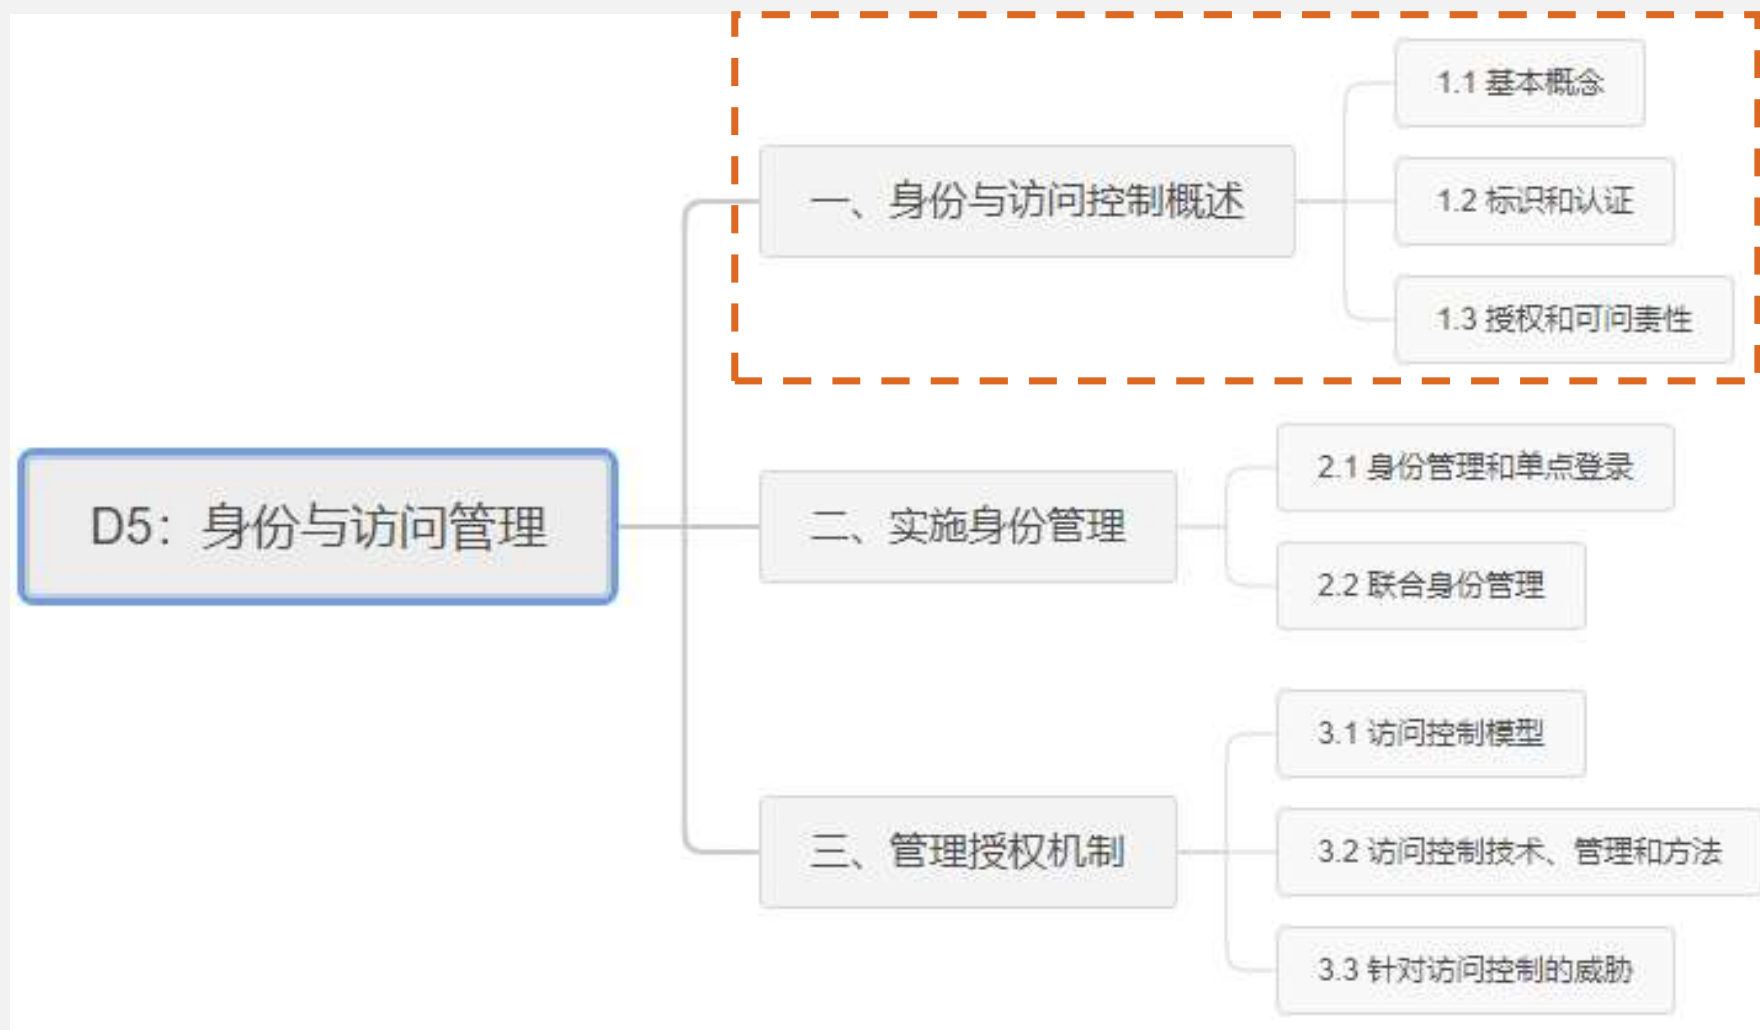 D5：身份与访问管理
一、身份与访问控制概述
1.1 基本概念
1.2 标识和认证
1.3 授权和可问责性
二、实施身份管理
2.1 身份管理和单点登录
2.2 联合身份管理
三、管理授权机制
3.1 访问控制模型
3.2 访问控制技术、管理和方法
3.3 针对访问控制的威胁